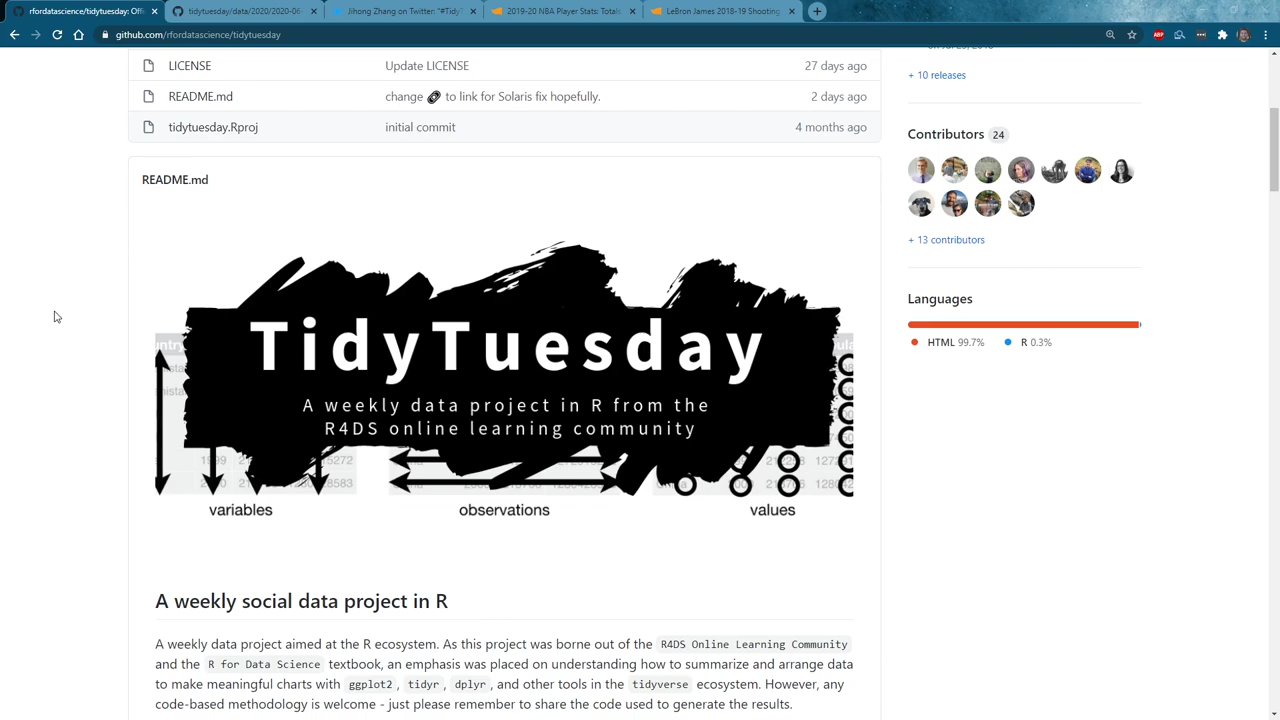 rfordatascience/tidytuesday: Offi
tidytuesday/data/2020/2020-06
Jihong Zhang on Twitter: "#TidyT
2019-20 NBA Player Stats: Totals
LeBron James 2018-19 Shooting
github.com/rfordatascience/tidytuesday
LICENSE Update LICENSE 27 days ago
README.md change to link for Solaris fix hopefully. 2 days ago
tidytuesday.Rproj initial commit 4 months ago
README.md
TidyTuesday
A weekly data project in R from the
R4DS online learning community
variables observations values
A weekly social data project in R
A weekly data project aimed at the R ecosystem. As this project was borne out of the R4DS Online Learning Community
and the R for Data Science textbook, an emphasis was placed on understanding how to summarize and arrange data
to make meaningful charts with ggplot2, tidyr, dplyr, and other tools in the tidyverse ecosystem. However, any
code-based methodology is welcome - just please remember to share the code used to generate the results.
+ 10 releases
Contributors 24
+ 13 contributors
Languages
HTML 99.7% R 0.3%
ABP